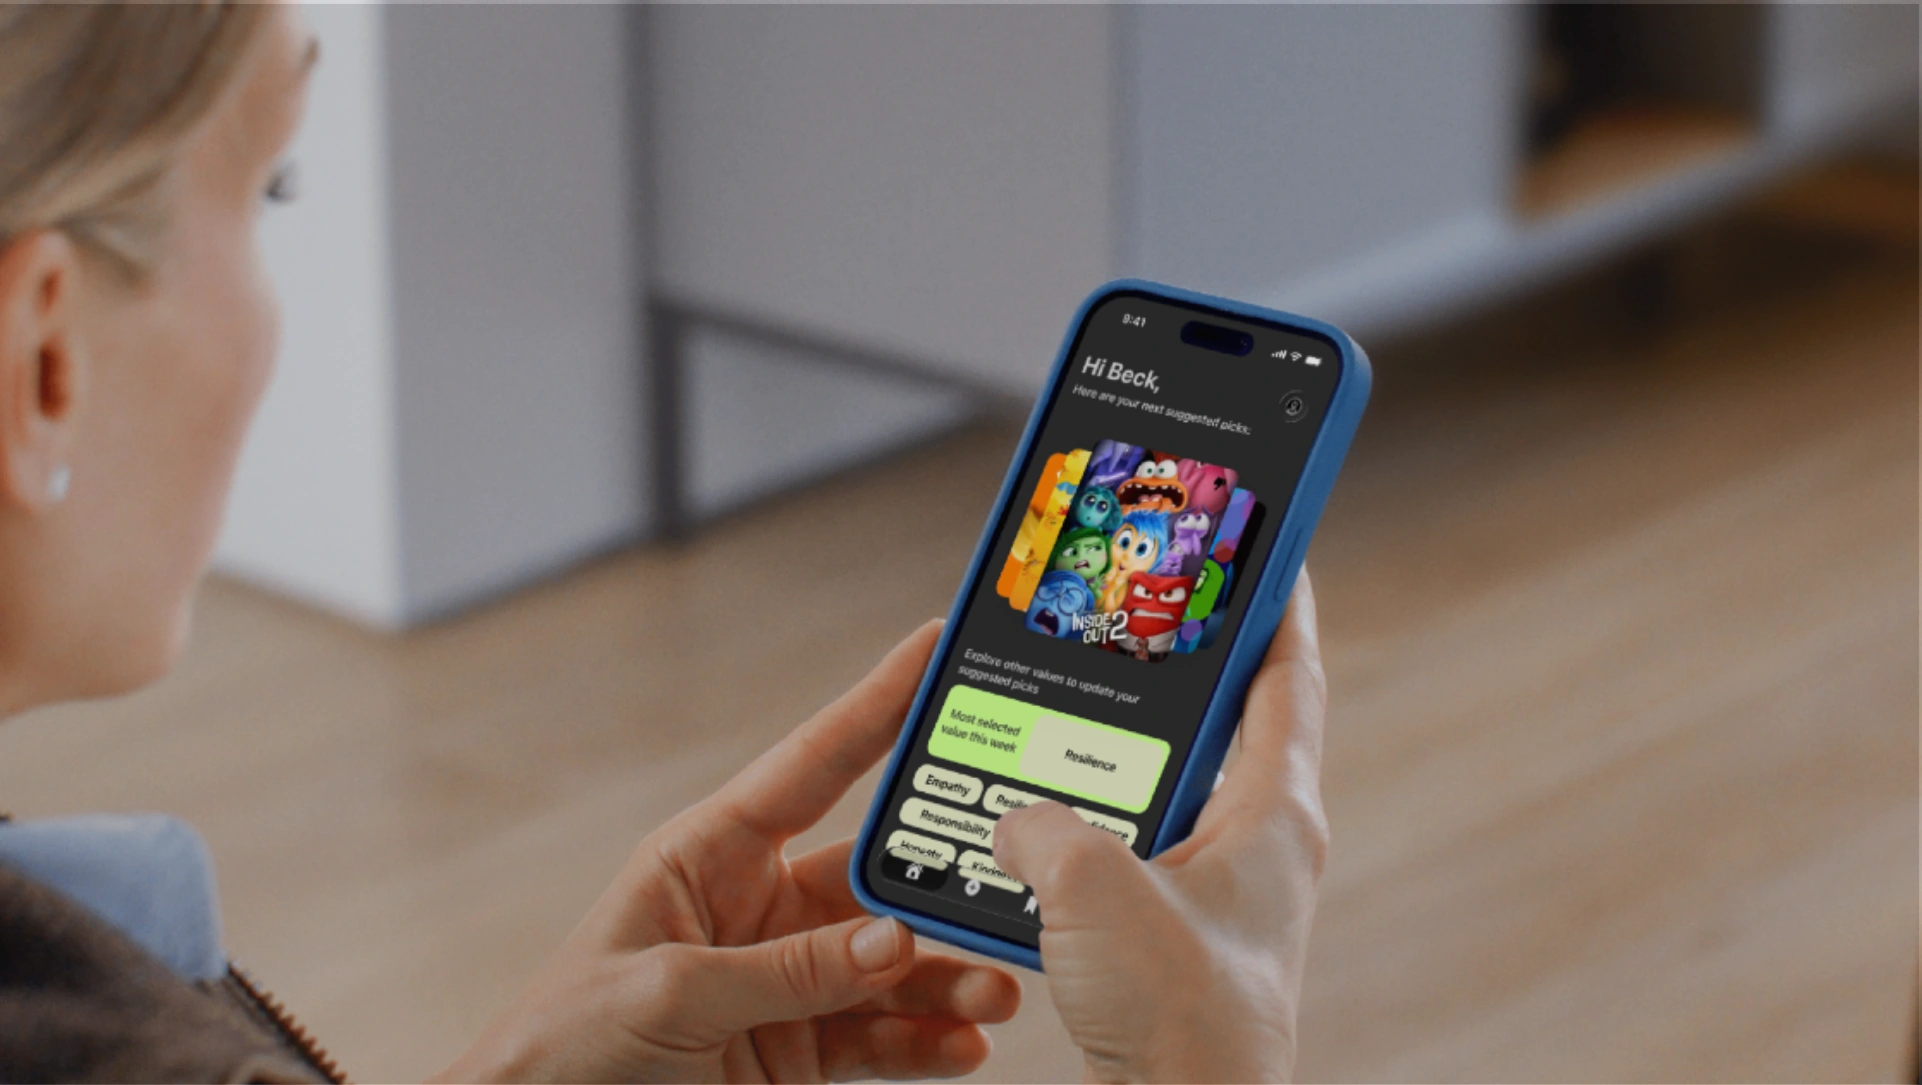 9:41
Hi Beck,
Here are your next suggested picks:
INSIDE
OUT 2
Explore other values to update your
suggested picks
Most selected
value this week
Resilience
Empathy
Responsibility
Honesty